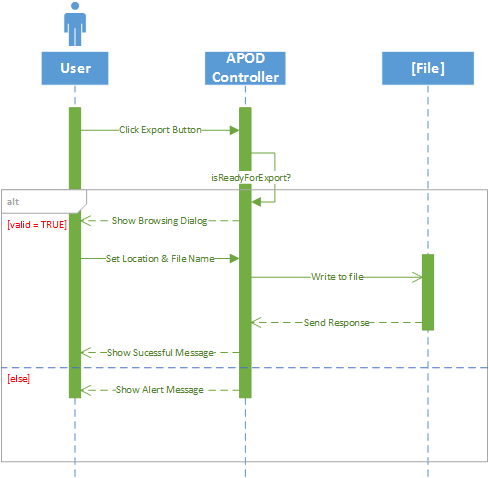 User
APOD
Controller
[File]
Click Export Button
isReadyForExport?
alt
[valid = TRUE]
Show Browsing Dialog
Set Location & File Name
Write to file
Send Response
Show Sucessful Message
[else]
Show Alert Message